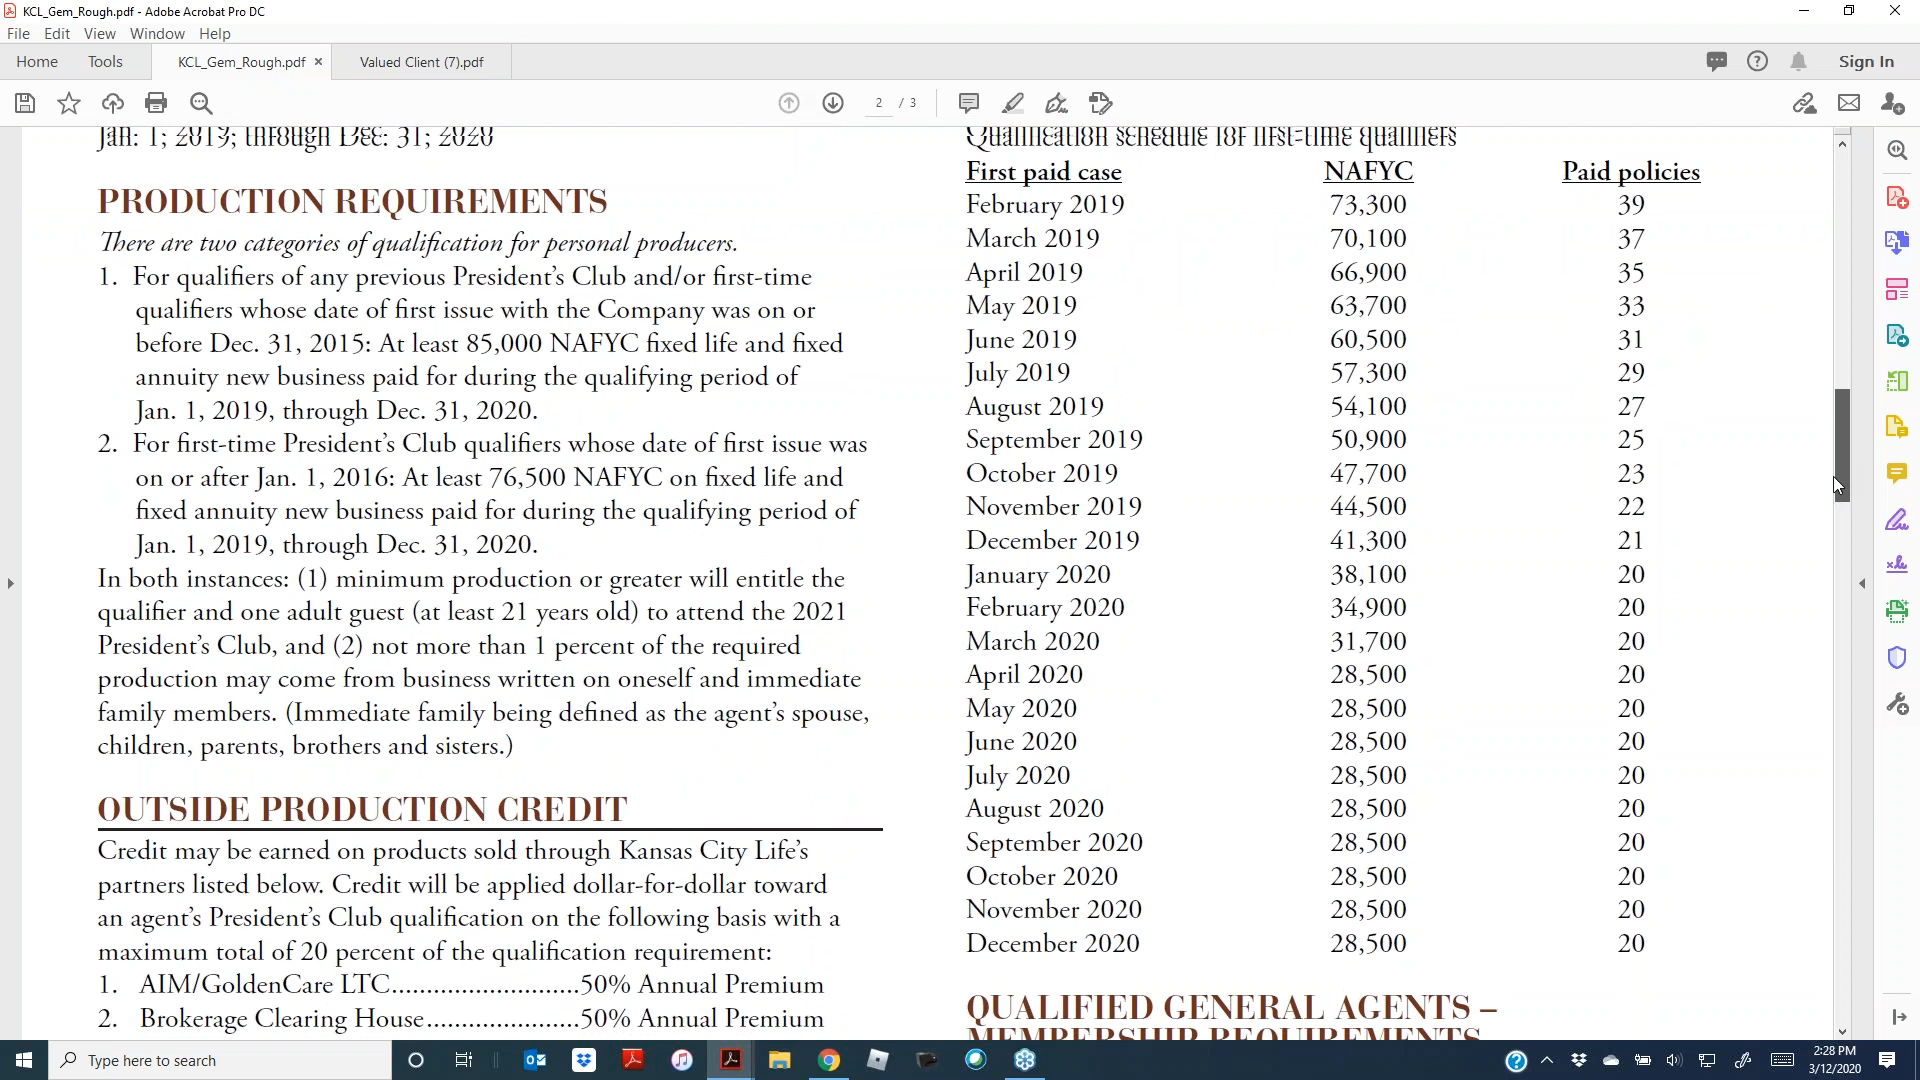 KCL_Gem_Rough.pdf - Adobe Acrobat Pro DC
File Edit View Window Help
Home Tools KCL_Gem_Rough.pdf × Valued Client (7).pdf Sign In
2 / 3
Jan. 1, 2019, through Dec. 31, 2020
PRODUCTION REQUIREMENTS
There are two categories of qualification for personal producers.
1. For qualifiers of any previous President's Club and/or first-time
qualifiers whose date of first issue with the Company was on or
before Dec. 31, 2015: At least 85,000 NAFYC fixed life and fixed
annuity new business paid for during the qualifying period of
Jan. 1, 2019, through Dec. 31, 2020.
2. For first-time President's Club qualifiers whose date of first issue was
on or after Jan. 1, 2016: At least 76,500 NAFYC on fixed life and
fixed annuity new business paid for during the qualifying period of
Jan. 1, 2019, through Dec. 31, 2020.
In both instances: (1) minimum production or greater will entitle the
qualifier and one adult guest (at least 21 years old) to attend the 2021
President's Club, and (2) not more than 1 percent of the required
production may come from business written on oneself and immediate
family members. (Immediate family being defined as the agent's spouse,
children, parents, brothers and sisters.)
OUTSIDE PRODUCTION CREDIT
Credit may be earned on products sold through Kansas City Life's
partners listed below. Credit will be applied dollar-for-dollar toward
an agent's President's Club qualification on the following basis with a
maximum total of 20 percent of the qualification requirement:
1. AIM/GoldenCare LTC...........................50% Annual Premium
2. Brokerage Clearing House......................50% Annual Premium
Qualification schedule for first-time qualifiers
First paid case NAFYC Paid policies
February 2019 73,300 39
March 2019 70,100 37
April 2019 66,900 35
May 2019 63,700 33
June 2019 60,500 31
July 2019 57,300 29
August 2019 54,100 27
September 2019 50,900 25
October 2019 47,700 23
November 2019 44,500 22
December 2019 41,300 21
January 2020 38,100 20
February 2020 34,900 20
March 2020 31,700 20
April 2020 28,500 20
May 2020 28,500 20
June 2020 28,500 20
July 2020 28,500 20
August 2020 28,500 20
September 2020 28,500 20
October 2020 28,500 20
November 2020 28,500 20
December 2020 28,500 20
QUALIFIED GENERAL AGENTS –
MEMBERSHIP REQUIREMENTS
Type here to search
2:28 PM
3/12/2020